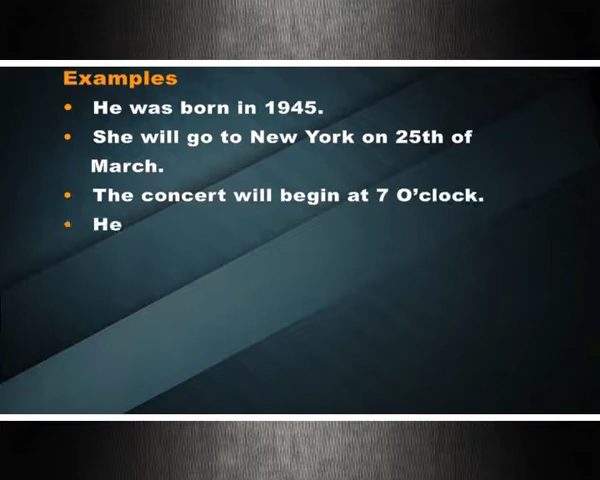 Examples
• He was born in 1945.
• She will go to New York on 25th of
March.
• The concert will begin at 7 O'clock.
• He